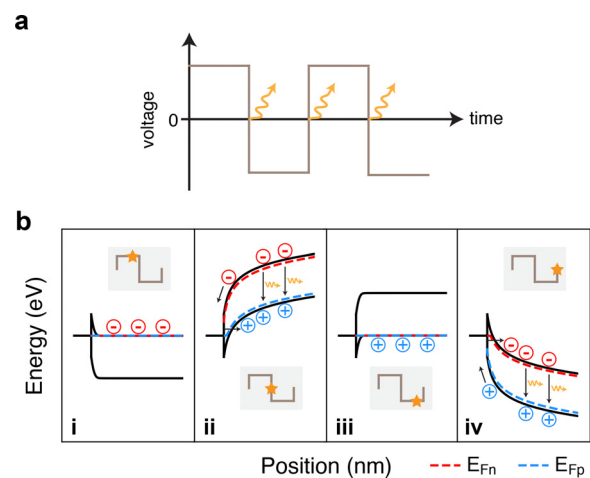 a
voltage
0
time
b
Energy (eV)
i
ii
iii
iv
Position (nm)
E_Fn
E_Fp